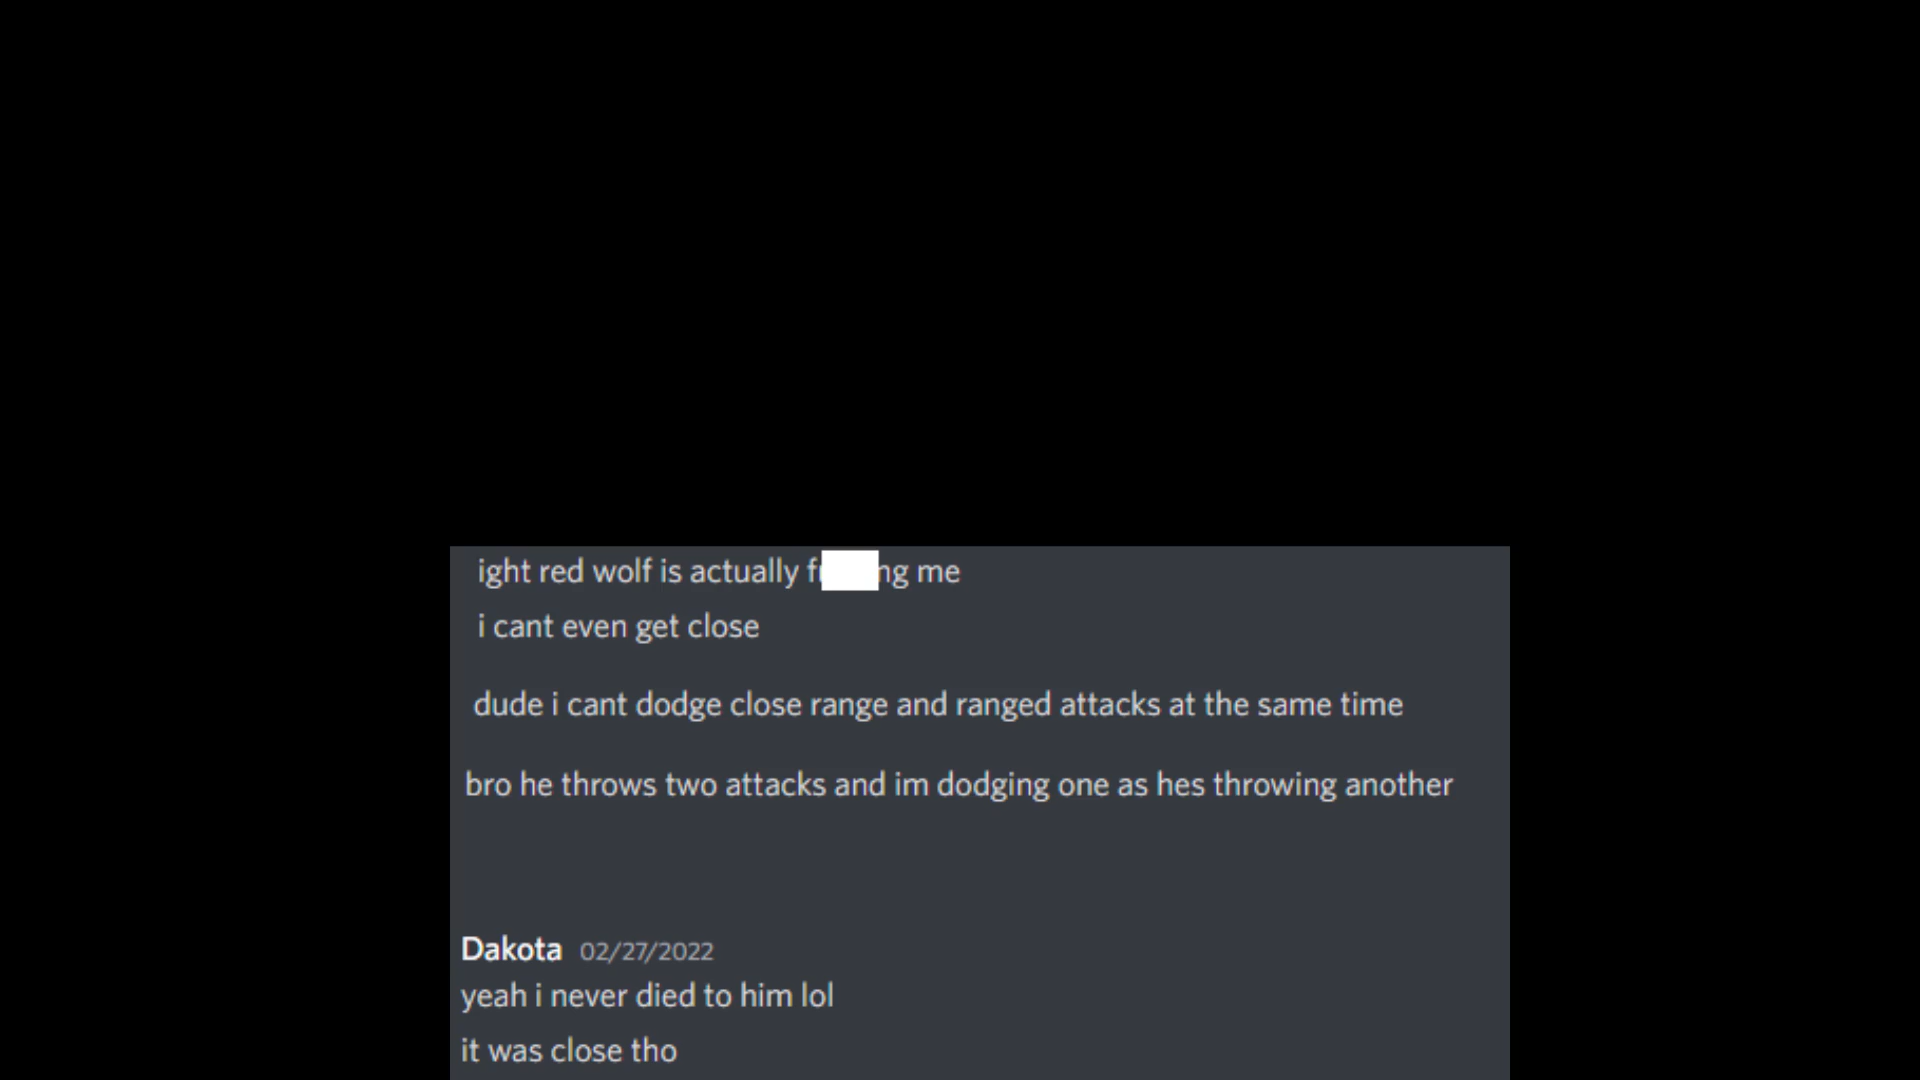 ight red wolf is actually me
i cant even get close
dude i cant dodge close range and ranged attacks at the same time
bro he throws two attacks and im dodging one as hes throwing another
Dakota 02/27/2022
yeah i never died to him lol
it was close tho